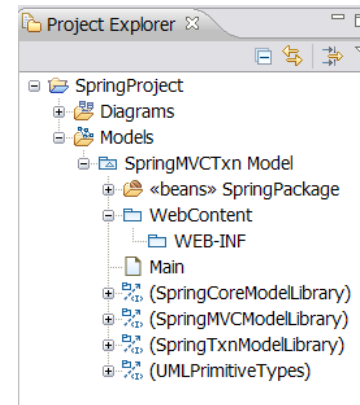 Project Explorer
SpringProject
Diagrams
Models
SpringMVCTxn Model
«beans» SpringPackage
WebContent
WEB-INF
Main
(SpringCoreModelLibrary)
(SpringMVCModelLibrary)
(SpringTxnModelLibrary)
(UMLPrimitiveTypes)